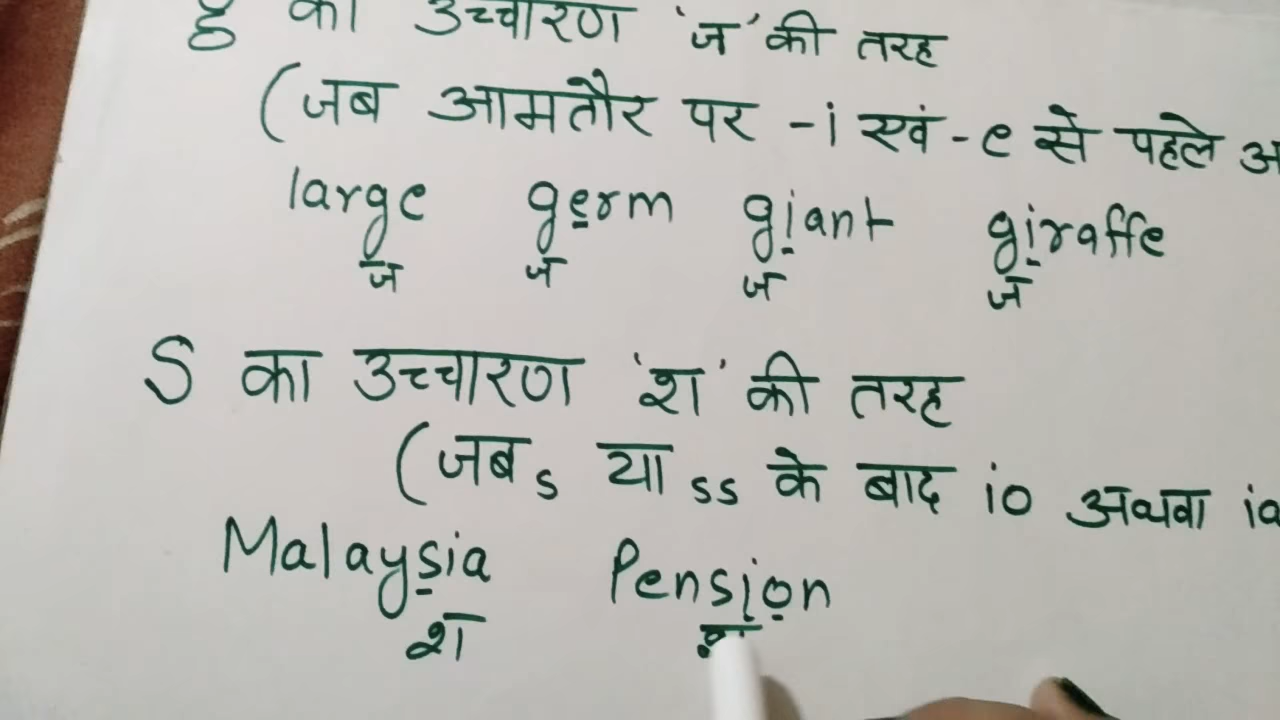 g का उच्चारण 'ज' की तरह
(जब आमतौर पर -i एवं -e से पहले
large germ giant giraffe
ज ज ज ज
S का उच्चारण 'श' की तरह
(जब s या ss के बाद io अथवा ia
Malaysia Pension
श श